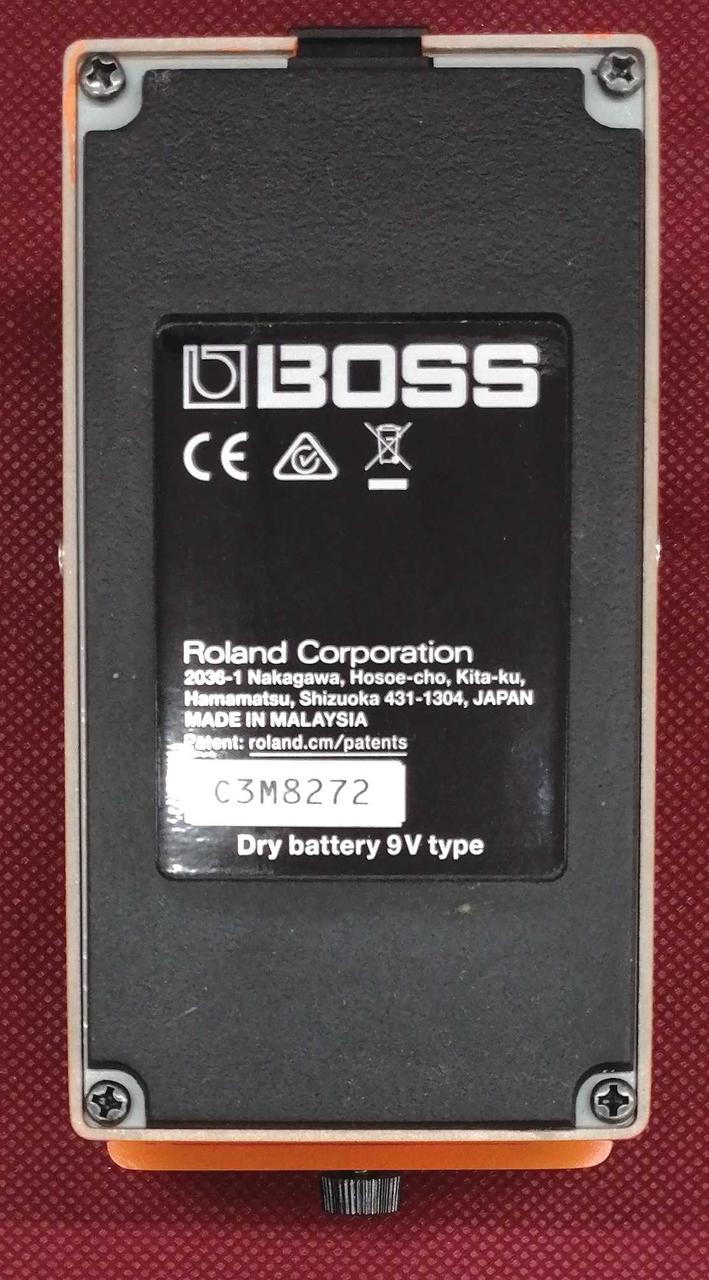 BOSS
CE
Roland Corporation
2036-1 Nakagawa, Hosoe-cho, Kita-ku,
Hamamatsu, Shizuoka 431-1304, JAPAN
MADE IN MALAYSIA
Patent: roland.cm/patents
C3M8272
Dry battery 9V type